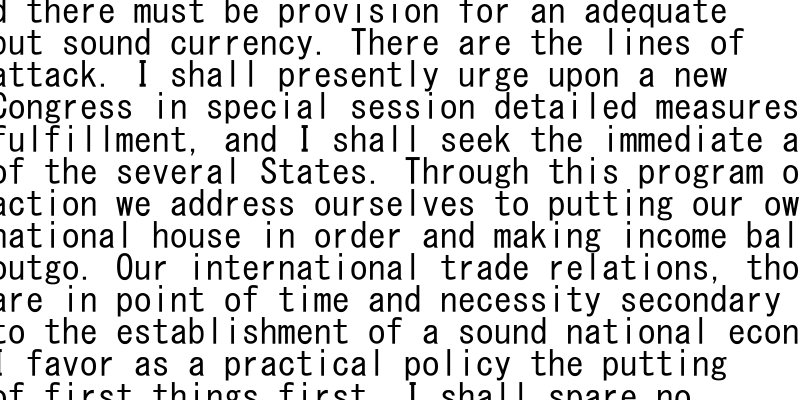 d there must be provision for an adequate
but sound currency. There are the lines of
attack. I shall presently urge upon a new
Congress in special session detailed measures
fulfillment, and I shall seek the immediate a
of the several States. Through this program o
action we address ourselves to putting our ow
national house in order and making income bal
outgo. Our international trade relations, tho
are in point of time and necessity secondary
to the establishment of a sound national econ
I favor as a practical policy the putting
of first things first. I shall spare no